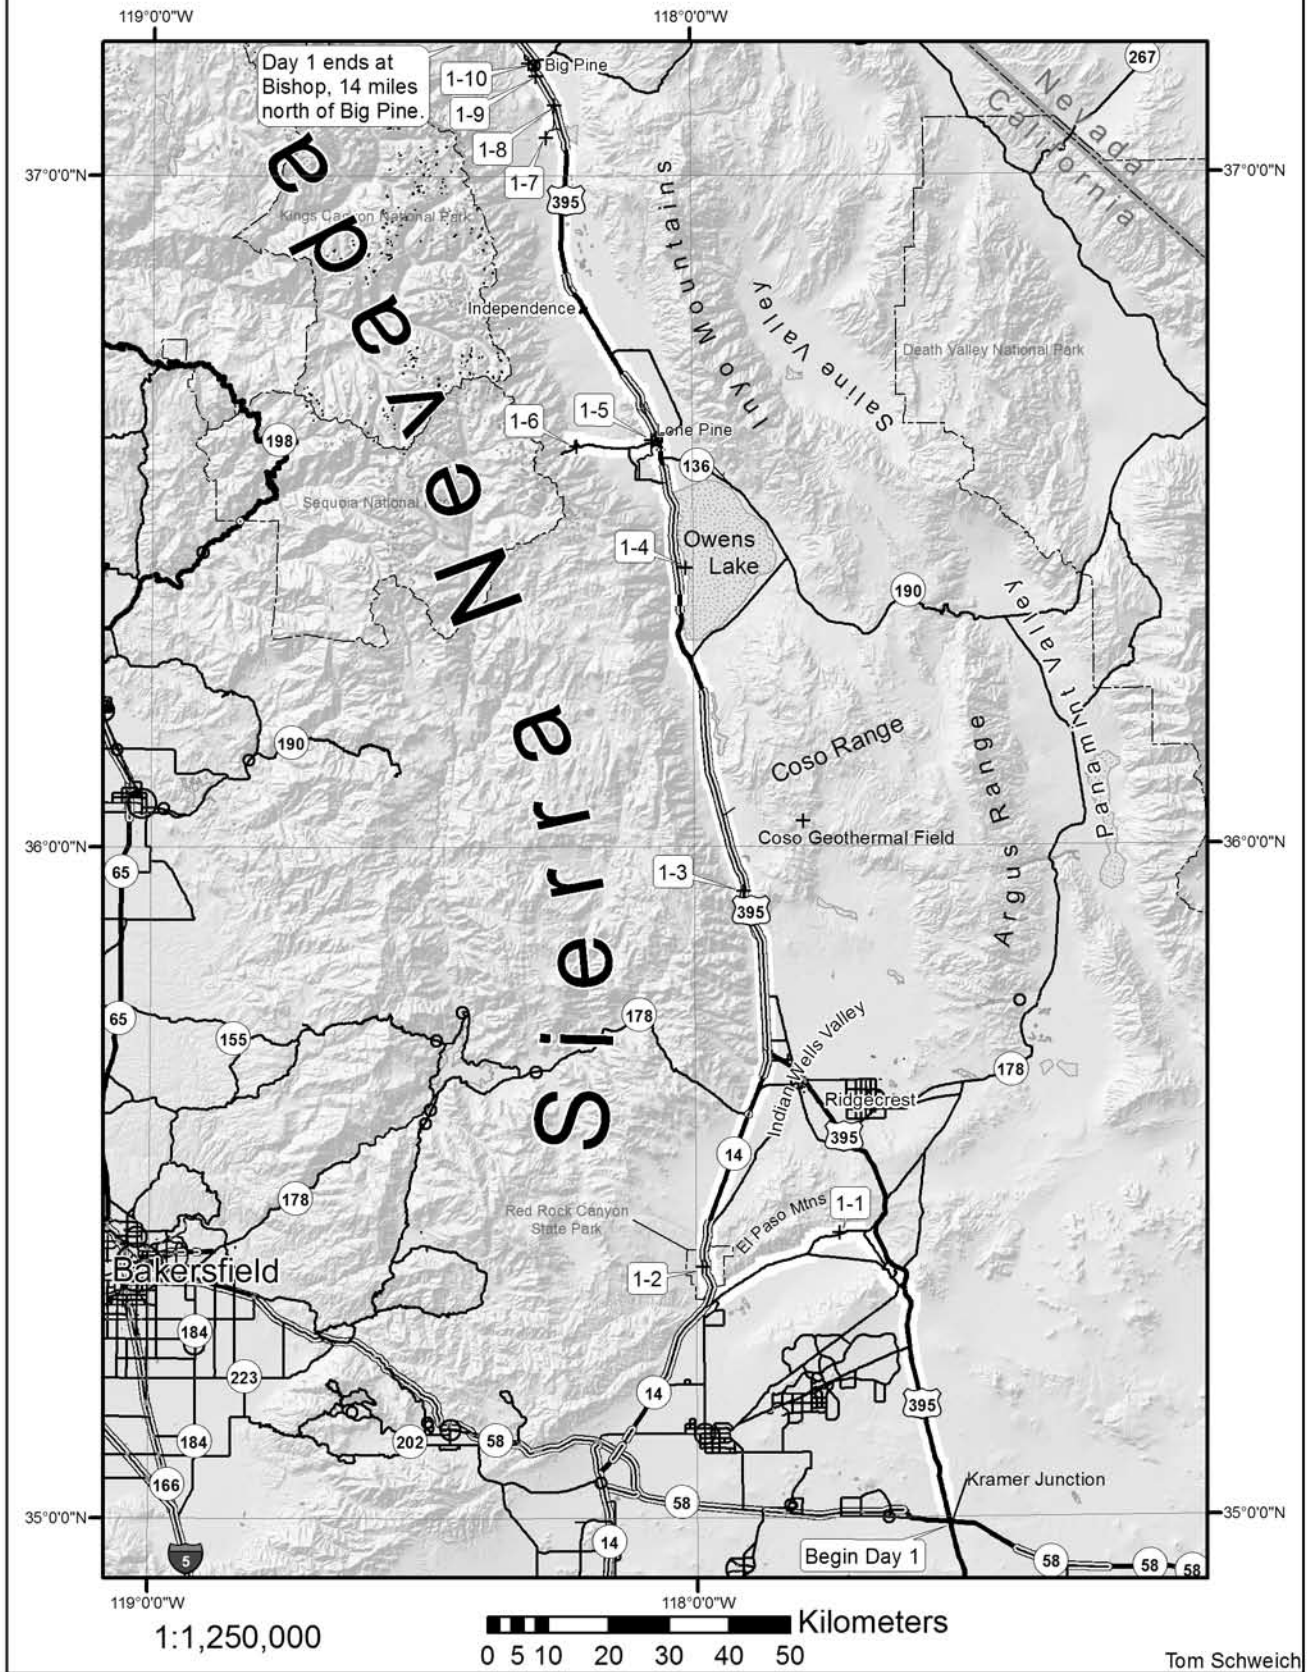 119°0'0"W
118°0'0"W
Day 1 ends at
Bishop, 14 miles
north of Big Pine.
1-10
Big Pine
1-9
1-8
1-7
267
Nevada
California
37°0'0"N
37°0'0"N
395
Kings Canyon National Park
Inyo Mountains
Saline Valley
Independence
Death Valley National Park
1-5
1-6
Lone Pine
198
136
Sequoia National
Owens
Lake
1-4
190
Sierra Nevada
Panamint Valley
190
Coso Range
Argus Range
Coso Geothermal Field
36°0'0"N
36°0'0"N
65
1-3
395
65
155
178
Indian Wells Valley
178
Ridgecrest
395
14
178
Red Rock Canyon
State Park
El Paso Mtns
1-1
1-2
Bakersfield
184
223
14
395
184
202
58
166
Kramer Junction
58
35°0'0"N
35°0'0"N
14
5
Begin Day 1
58
58
58
119°0'0"W
118°0'0"W
1:1,250,000
Kilometers
0 5 10 20 30 40 50
Tom Schweich